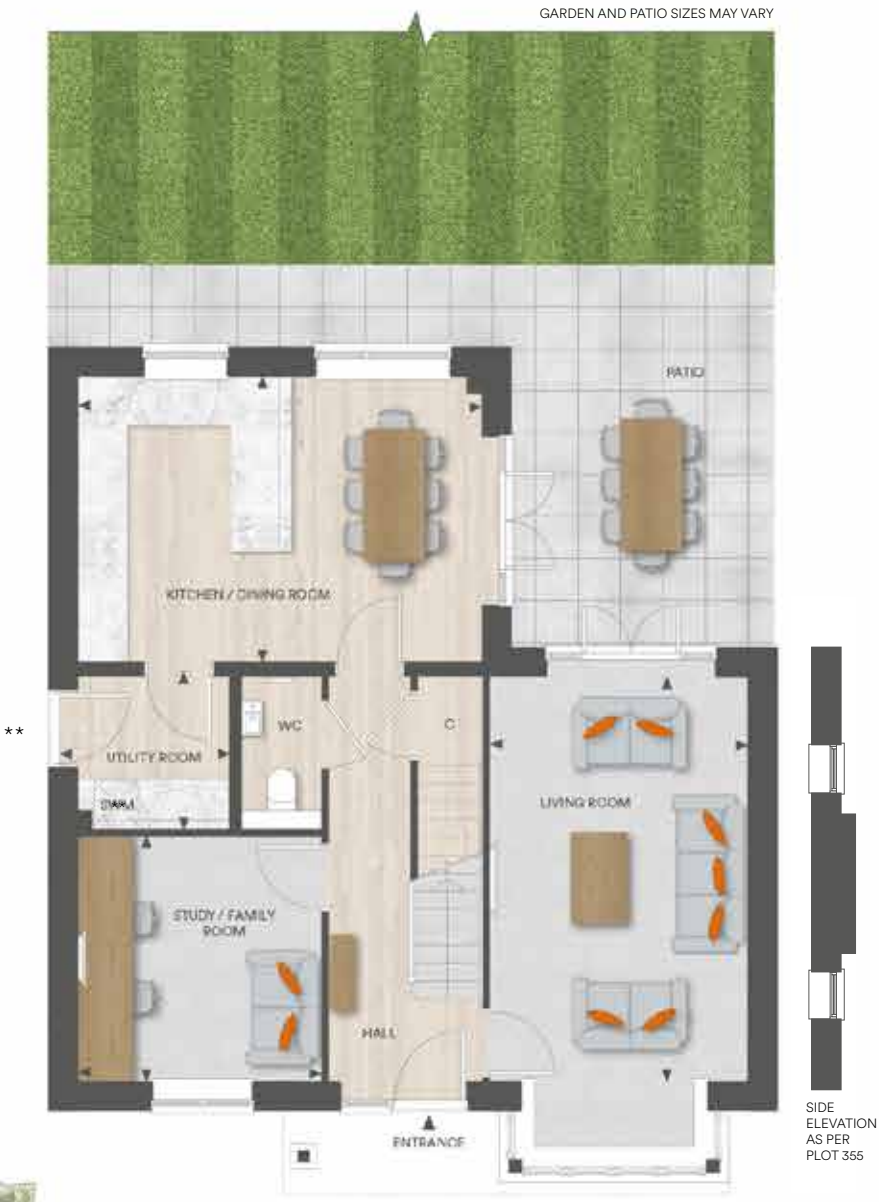 GARDEN AND PATIO SIZES MAY VARY
PATIO
KITCHEN / DINING ROOM
**
WC
C
UTILITY ROOM
LIVING ROOM
STUDY / FAMILY
ROOM
HALL
ENTRANCE
SIDE
ELEVATION
AS PER
PLOT 355